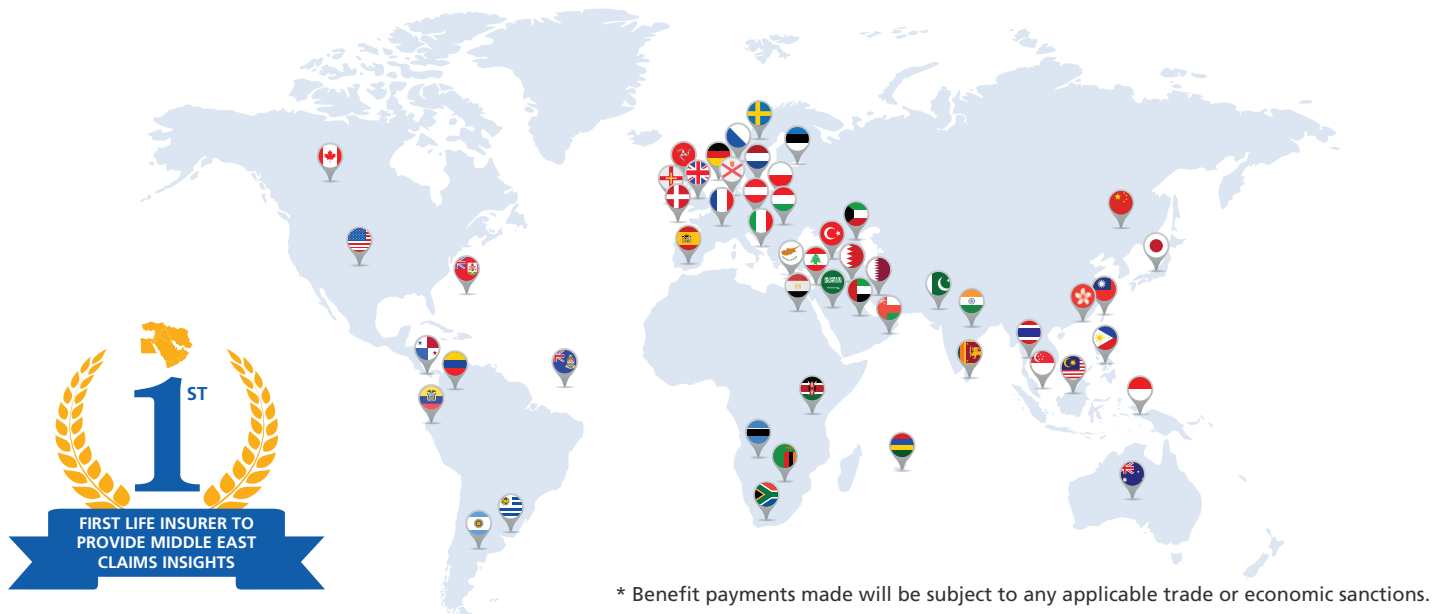 1ST
FIRST LIFE INSURER TO
PROVIDE MIDDLE EAST
CLAIMS INSIGHTS
* Benefit payments made will be subject to any applicable trade or economic sanctions.